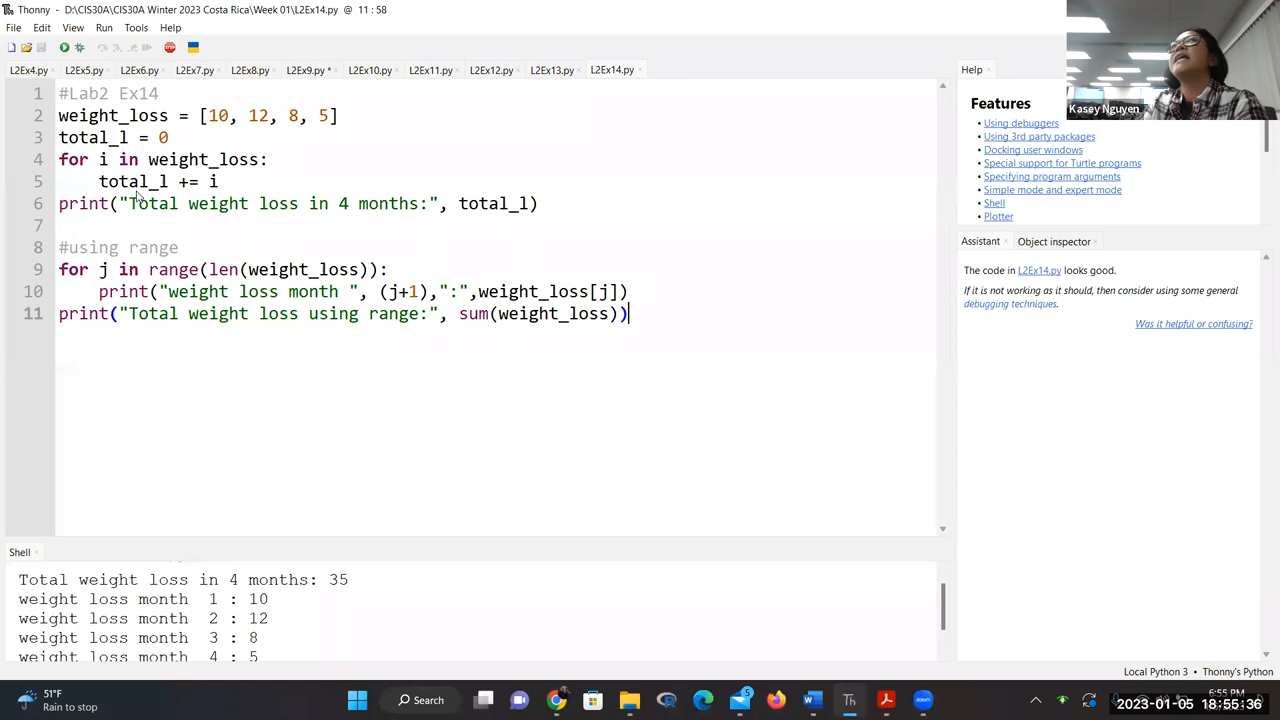 Thonny - D:\CIS30A\CIS30A Winter 2023 Costa Rica\Week 01\L2Ex14.py @ 11 : 58
File Edit View Run Tools Help
L2Ex4.py L2Ex5.py L2Ex6.py L2Ex7.py L2Ex8.py L2Ex9.py * L2Ex10.py L2Ex11.py L2Ex12.py L2Ex13.py L2Ex14.py
1 #Lab2 Ex14
2 weight_loss = [10, 12, 8, 5]
3 total_l = 0
4 for i in weight_loss:
5 total_l += i
6 print("Total weight loss in 4 months:", total_l)
7
8 #using range
9 for j in range(len(weight_loss)):
10 print("weight loss month ", (j+1),":",weight_loss[j])
11 print("Total weight loss using range:", sum(weight_loss))
Shell
Total weight loss in 4 months: 35
weight loss month  1 : 10
weight loss month  2 : 12
weight loss month  3 : 8
weight loss month  4 : 5
Help
Kasey Nguyen
Features
• Using debuggers
• Using 3rd party packages
• Docking user windows
• Special support for Turtle programs
• Specifying program arguments
• Simple mode and expert mode
• Shell
• Plotter
Assistant Object inspector
The code in L2Ex14.py looks good.
If it is not working as it should, then consider using some general
debugging techniques.
Was it helpful or confusing?
Local Python 3 • Thonny's Python
51°F
Rain to stop
Search
5
6:55 PM
2023-01-05 18:55:36